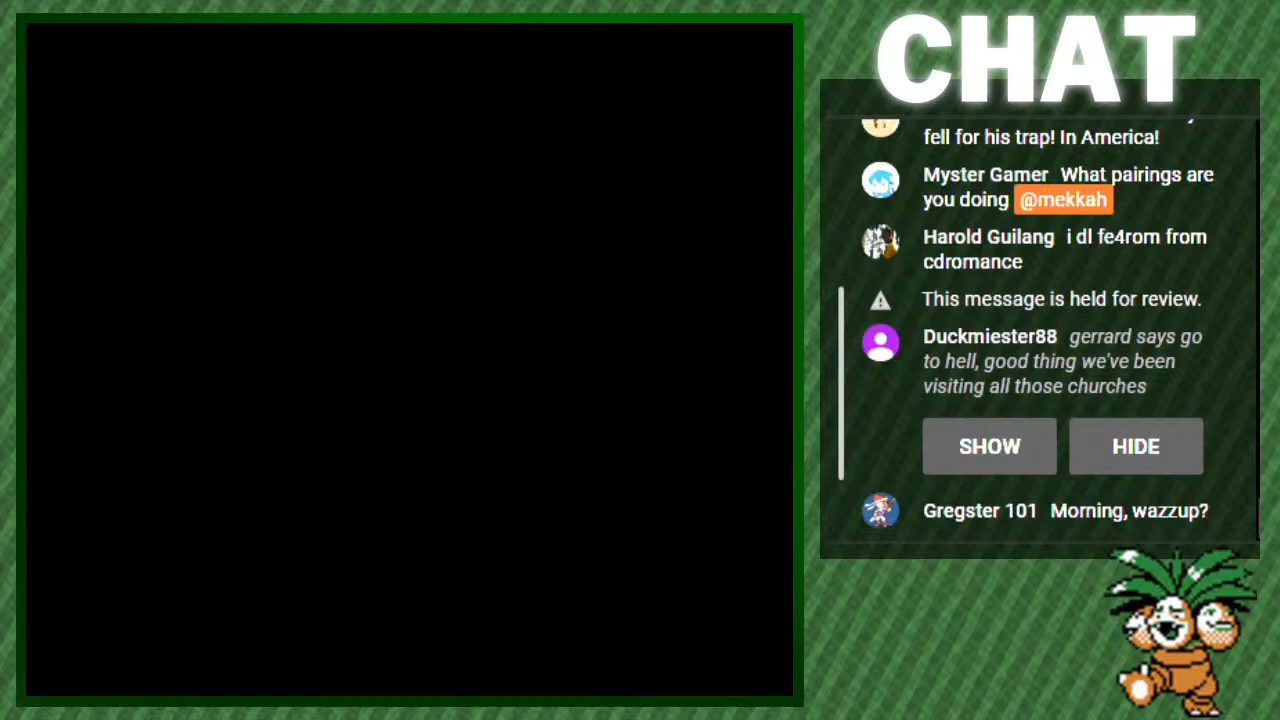 CHAT
fell for his trap! In America!
Myster Gamer What pairings are
you doing @mekkah
Harold Guilang i dl fe4rom from
cdromance
This message is held for review.
Duckmiester88 gerrard says go
to hell, good thing we've been
visiting all those churches
SHOW HIDE
Gregster 101 Morning, wazzup?